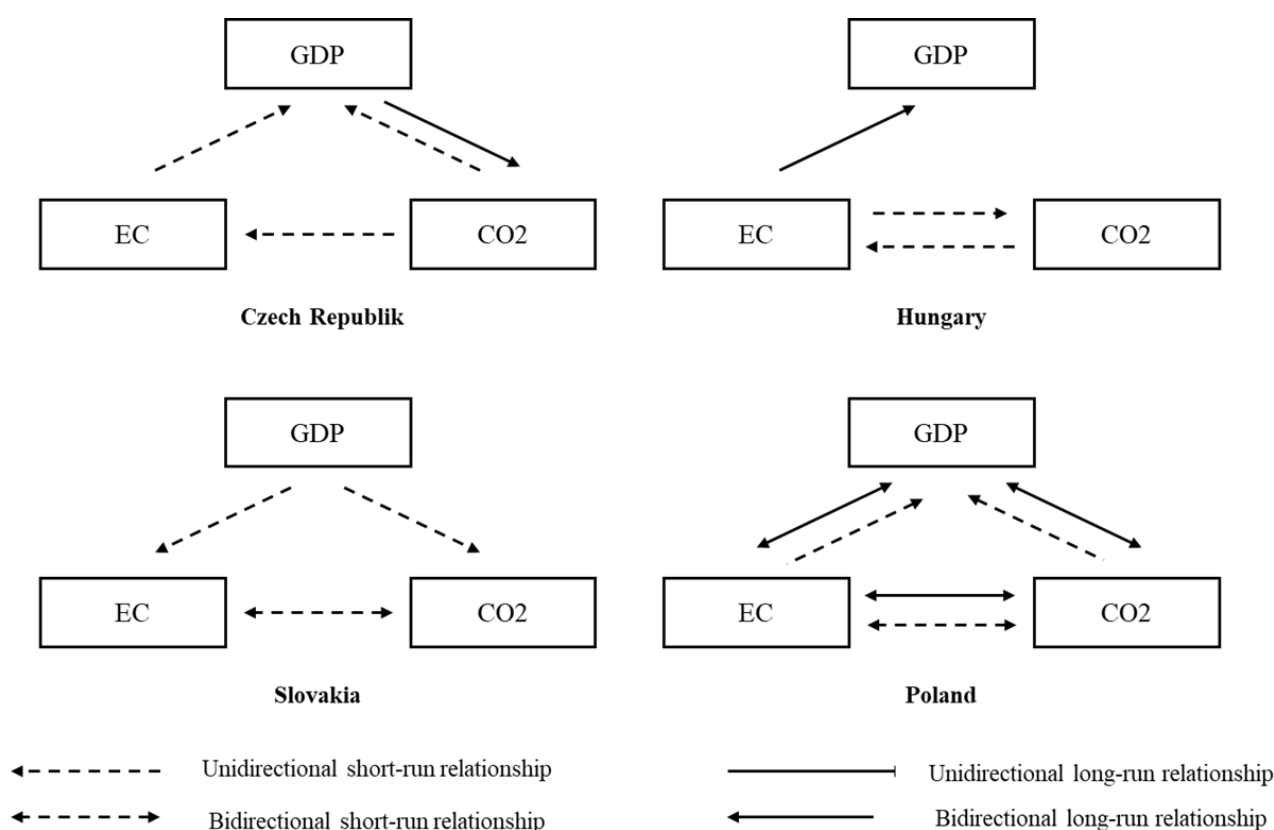 GDP
GDP
EC
CO2
EC
CO2
Czech Republik
Hungary
GDP
GDP
EC
CO2
EC
CO2
Slovakia
Poland
Unidirectional short-run relationship
Unidirectional long-run relationship
Bidirectional short-run relationship
Bidirectional long-run relationship